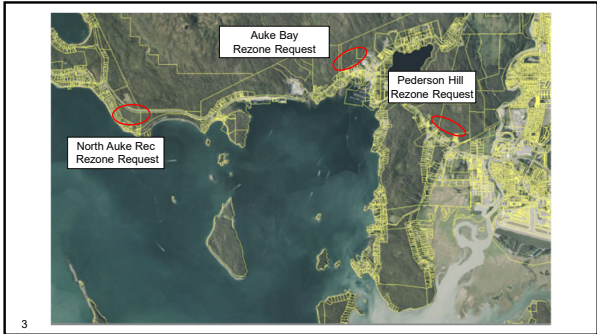 Auke Bay
Rezone Request
Pederson Hill
Rezone Request
North Auke Rec
Rezone Request
3